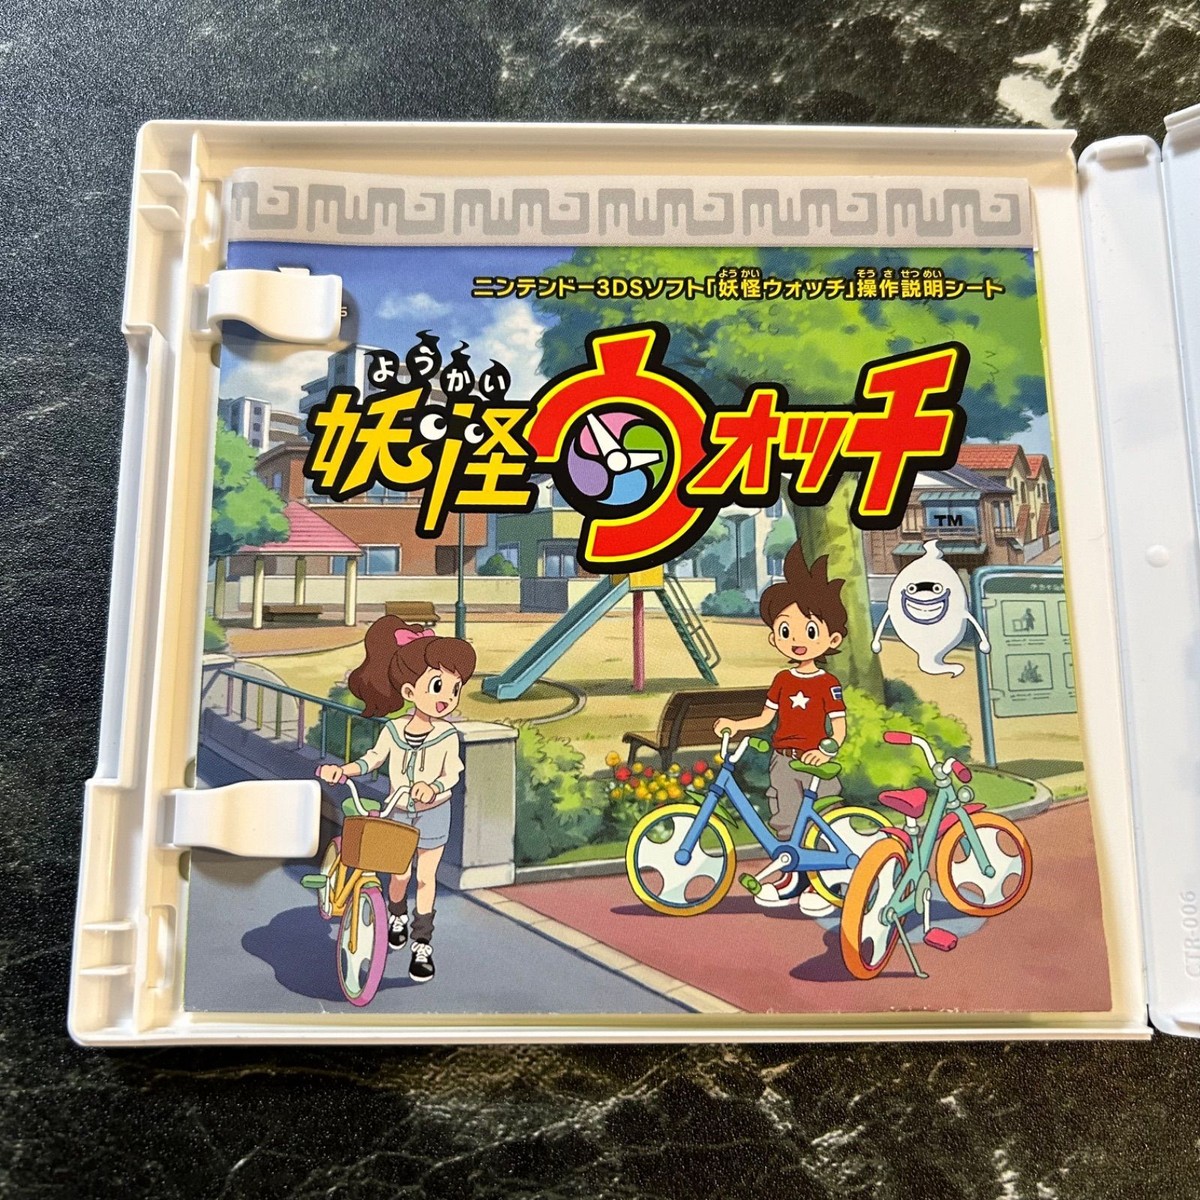 ニンテンドー3DSソフト「妖怪ウォッチ」操作説明シート
ようかい
妖怪ウォッチ
TM
CTR-006